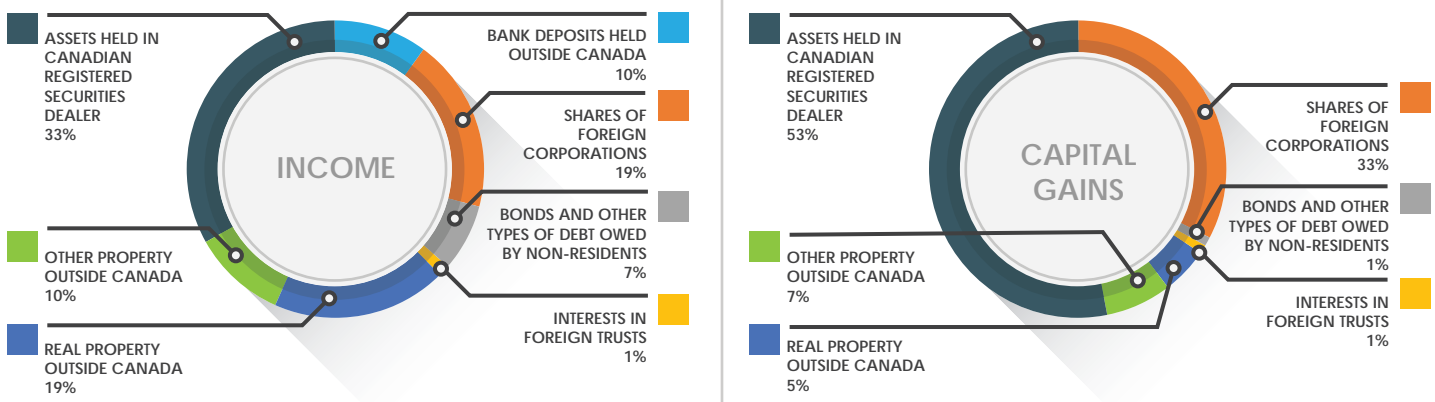 ASSETS HELD IN
CANADIAN
REGISTERED
SECURITIES
DEALER
33%
OTHER PROPERTY
OUTSIDE CANADA
10%
REAL PROPERTY
OUTSIDE CANADA
19%
INCOME
BANK DEPOSITS HELD
OUTSIDE CANADA
10%
SHARES OF
FOREIGN
CORPORATIONS
19%
BONDS AND OTHER
TYPES OF DEBT OWED
BY NON-RESIDENTS
7%
INTERESTS IN
FOREIGN TRUSTS
1%
ASSETS HELD IN
CANADIAN
REGISTERED
SECURITIES
DEALER
53%
OTHER PROPERTY
OUTSIDE CANADA
7%
REAL PROPERTY
OUTSIDE CANADA
5%
CAPITAL
GAINS
SHARES OF
FOREIGN
CORPORATIONS
33%
BONDS AND OTHER
TYPES OF DEBT OWED
BY NON-RESIDENTS
1%
INTERESTS IN
FOREIGN TRUSTS
1%